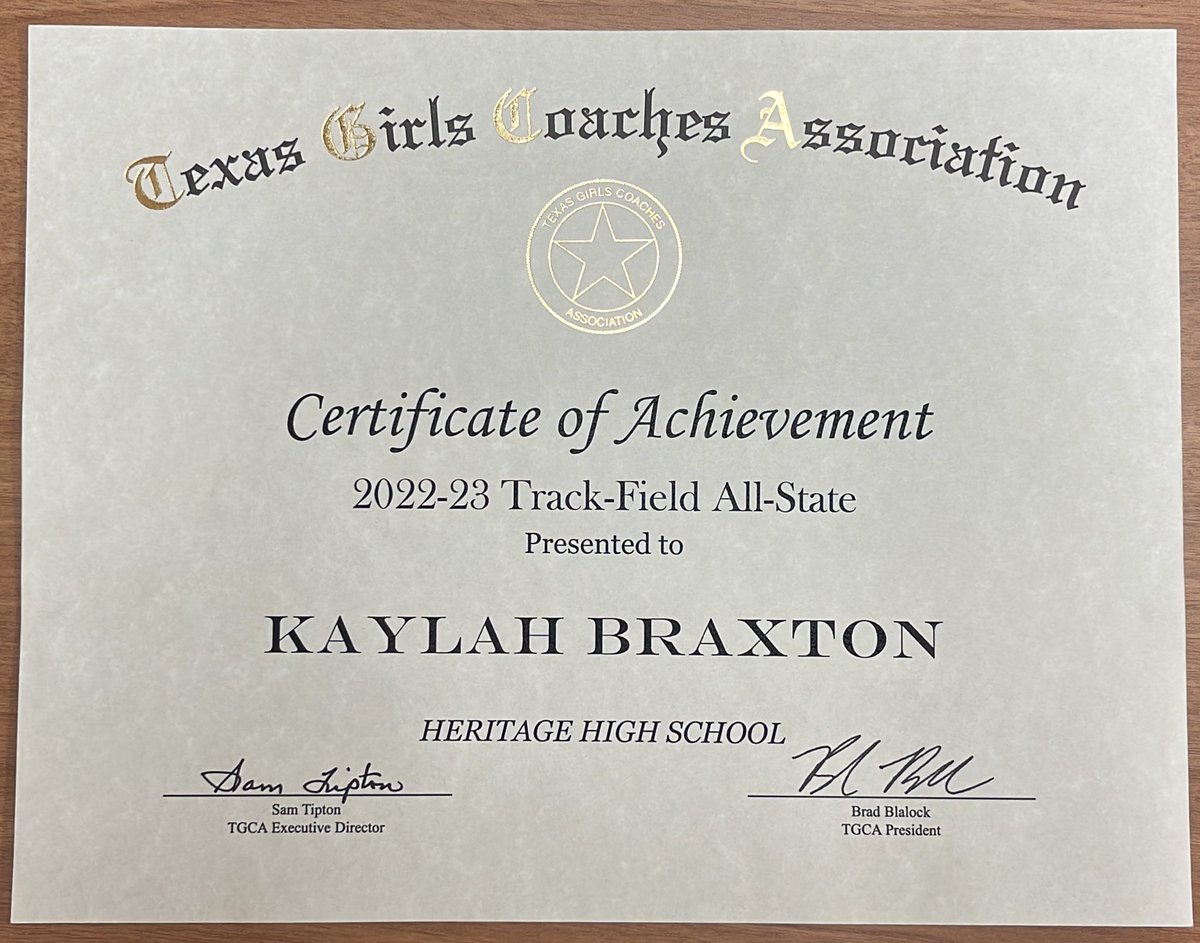 Texas Girls Coaches Association
TEXAS GIRLS COACHES
ASSOCIATION
Certificate of Achievement
2022-23 Track-Field All-State
Presented to
KAYLAH BRAXTON
HERITAGE HIGH SCHOOL
Sam Tipton
Sam Tipton
TGCA Executive Director
Brad Blalock
TGCA President